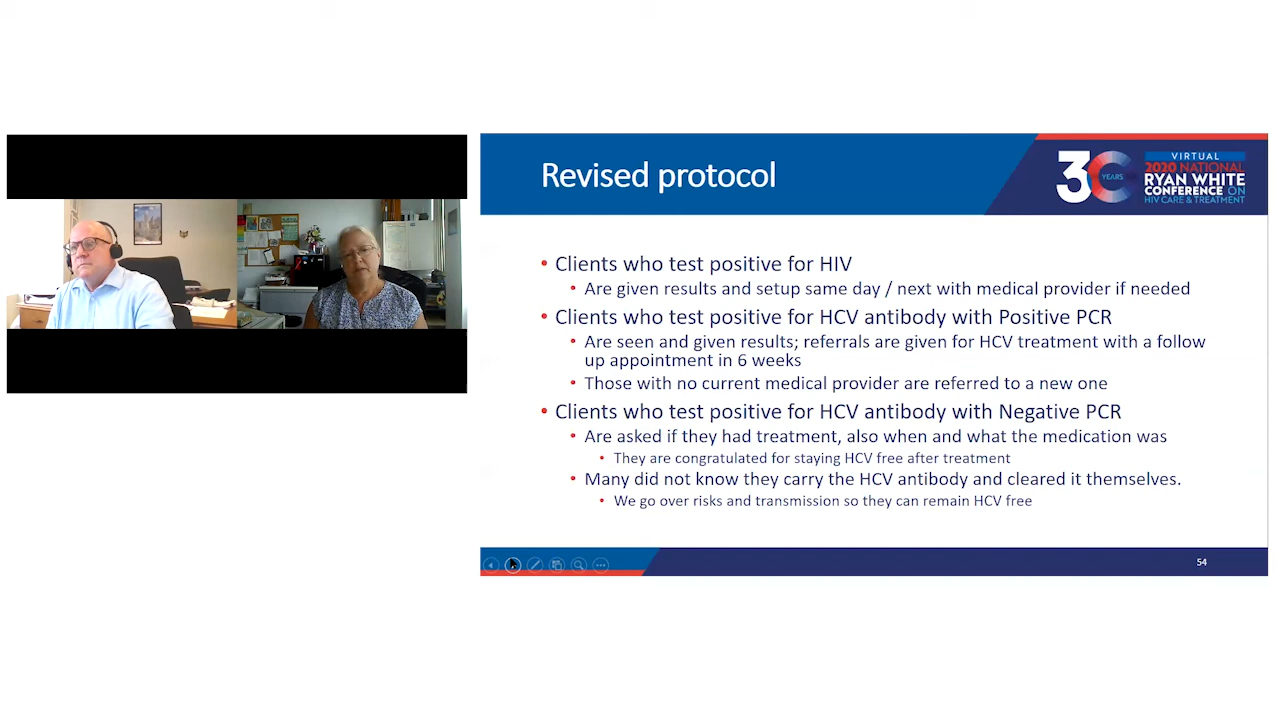 Revised protocol
30
YEARS
VIRTUAL
2020 NATIONAL
RYAN WHITE
CONFERENCE ON
HIV CARE & TREATMENT
• Clients who test positive for HIV
• Are given results and setup same day / next with medical provider if needed
• Clients who test positive for HCV antibody with Positive PCR
• Are seen and given results; referrals are given for HCV treatment with a follow
up appointment in 6 weeks
• Those with no current medical provider are referred to a new one
• Clients who test positive for HCV antibody with Negative PCR
• Are asked if they had treatment, also when and what the medication was
• They are congratulated for staying HCV free after treatment
• Many did not know they carry the HCV antibody and cleared it themselves.
• We go over risks and transmission so they can remain HCV free
54